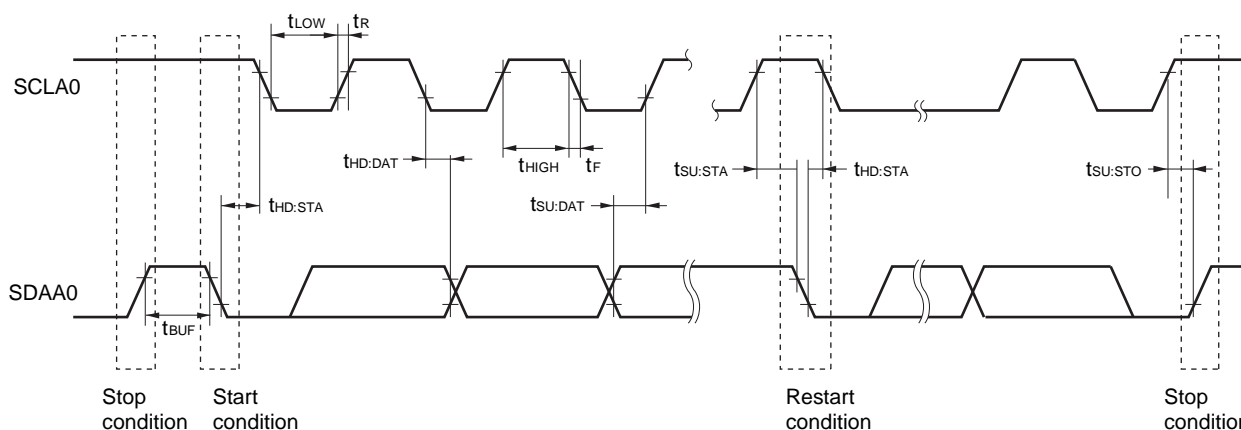 tLOW tR
SCLA0
tHD:DAT tHIGH tF tSU:STA tHD:STA tSU:STO
tHD:STA tSU:DAT
SDAA0
tBUF
Stop condition
Start condition
Restart condition
Stop condition